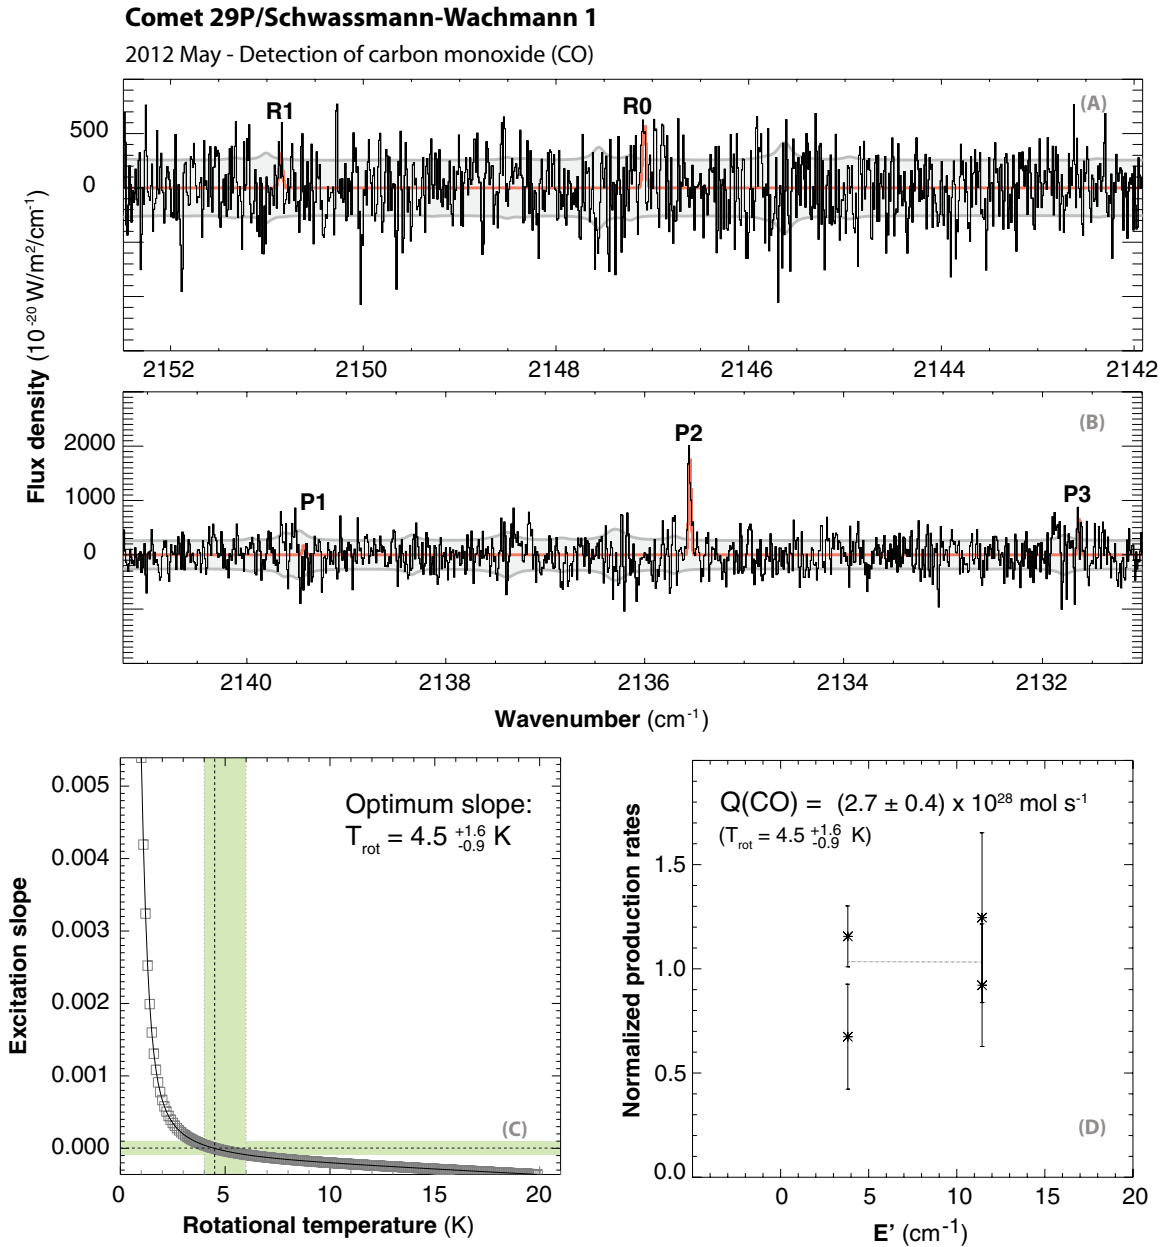 Comet 29P/Schwassmann-Wachmann 1
2012 May - Detection of carbon monoxide (CO)
Flux density (10⁻²⁰ W/m²/cm⁻¹)
R1
R0
(A)
500
0
2152
2150
2148
2146
2144
2142
P2
(B)
P1
P3
2000
1000
0
2140
2138
2136
2134
2132
Wavenumber (cm⁻¹)
Excitation slope
0.005
0.004
0.003
0.002
0.001
0.000
Optimum slope:
T_rot = 4.5 +1.6 -0.9 K
(C)
0
5
10
15
20
Rotational temperature (K)
Normalized production rates
1.5
1.0
0.5
0.0
Q(CO) = (2.7 ± 0.4) x 10²⁸ mol s⁻¹
(T_rot = 4.5 +1.6 -0.9 K)
(D)
0
5
10
15
20
E' (cm⁻¹)